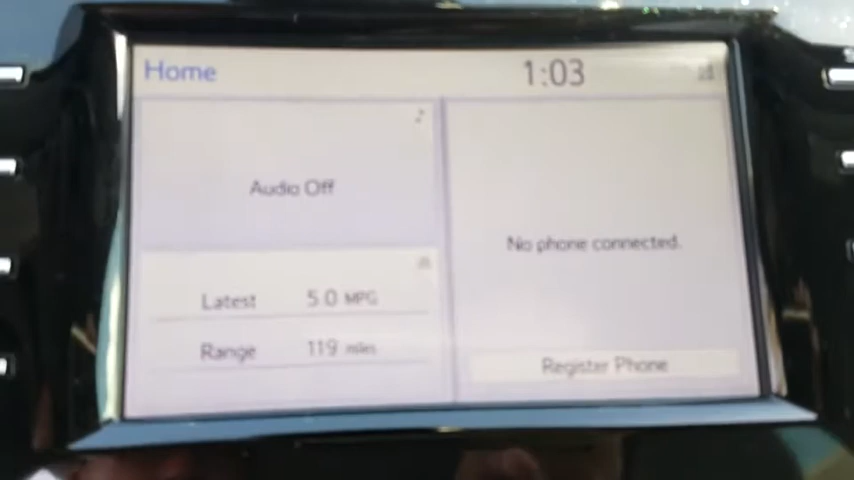 Home 1:03
Audio Off
No phone connected.
Latest 5.0 MPG
Range 119 miles
Register Phone